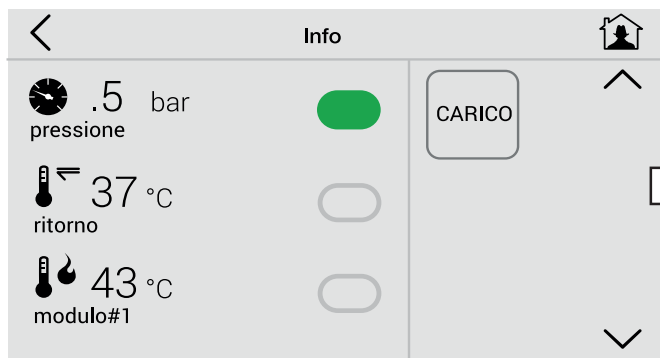 Info
.5 bar
pressione
CARICO
37 °C
ritorno
43 °C
modulo#1